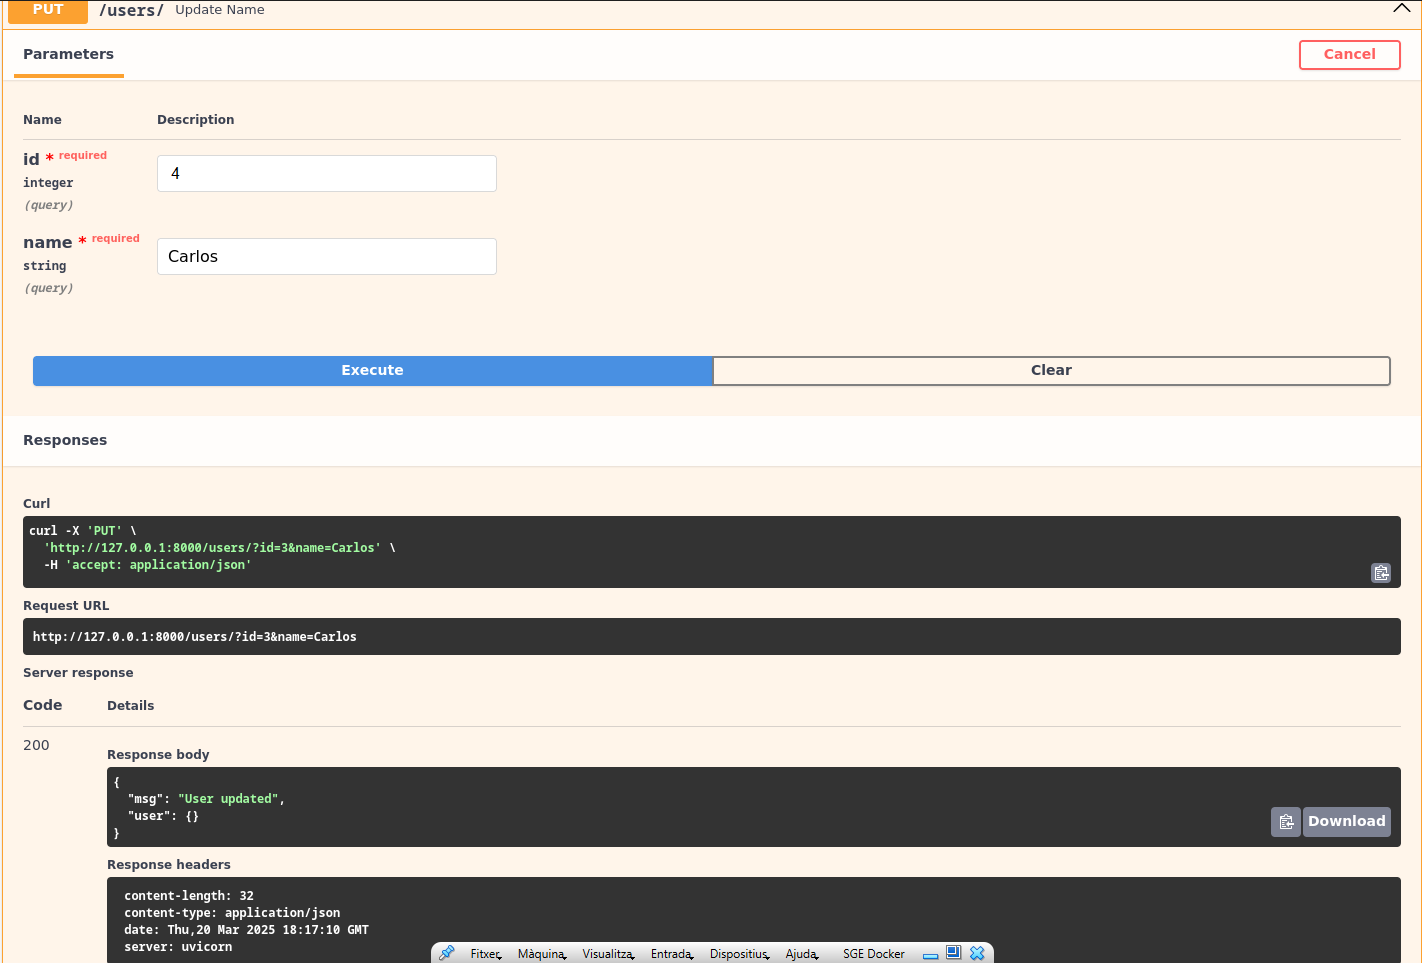 PUT /users/ Update Name
Parameters
Cancel
Name Description
id * required
integer
(query)
4
name * required
string
(query)
Carlos
Execute
Clear
Responses
Curl
curl -X 'PUT' \
  'http://127.0.0.1:8000/users/?id=3&name=Carlos' \
  -H 'accept: application/json'
Request URL
http://127.0.0.1:8000/users/?id=3&name=Carlos
Server response
Code Details
200
Response body
{
  "msg": "User updated",
  "user": {}
}
Download
Response headers
content-length: 32
content-type: application/json
date: Thu,20 Mar 2025 18:17:10 GMT
server: uvicorn
Fitxer Màquina Visualitza Entrada Dispositius Ajuda SGE Docker